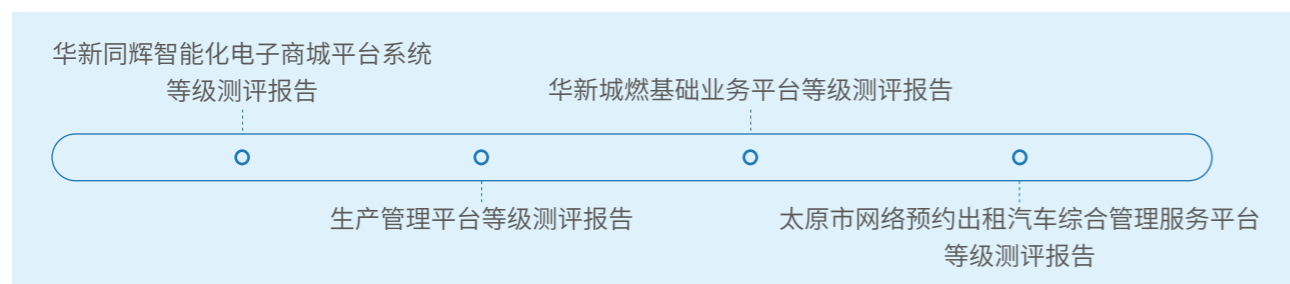 华新同辉智能化电子商城平台系统
等级测评报告
华新城燃基础业务平台等级测评报告
生产管理平台等级测评报告
太原市网络预约出租汽车综合管理服务平台
等级测评报告